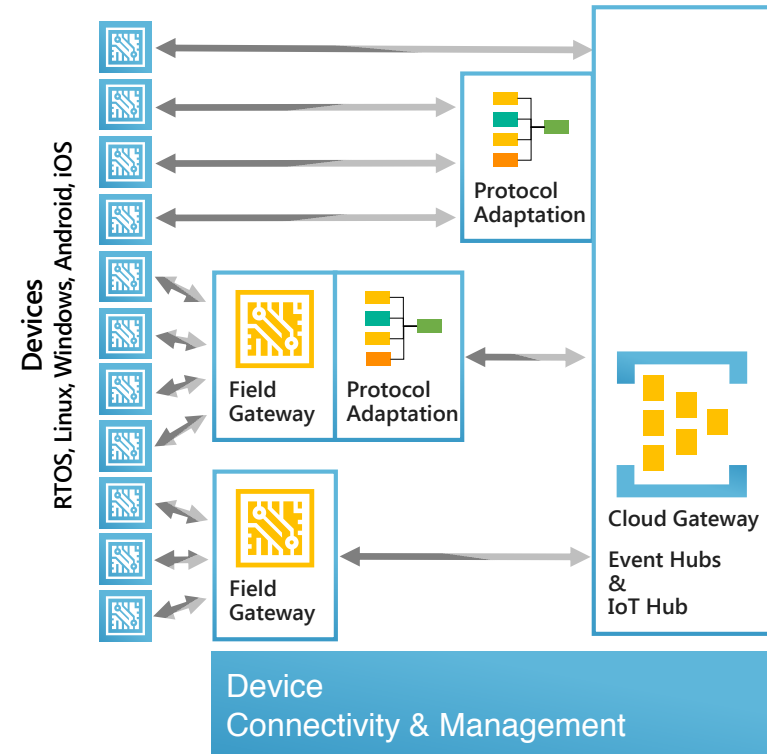 Devices
RTOS, Linux, Windows, Android, iOS
Protocol
Adaptation
Field
Gateway
Protocol
Adaptation
Field
Gateway
Cloud Gateway
Event Hubs
&
IoT Hub
Device
Connectivity & Management